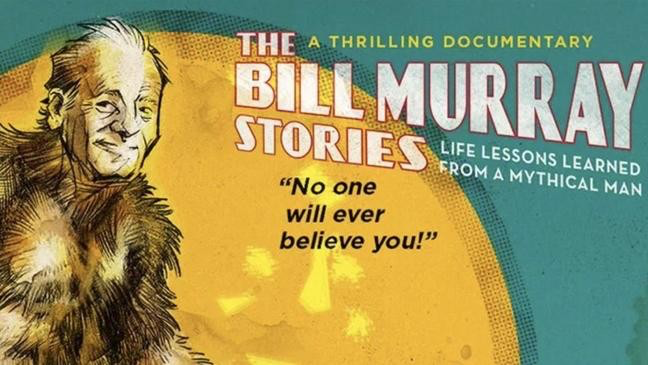 THE
A THRILLING DOCUMENTARY
BILL MURRAY
STORIES
LIFE LESSONS LEARNED
FROM A MYTHICAL MAN
“No one
will ever
believe you!”